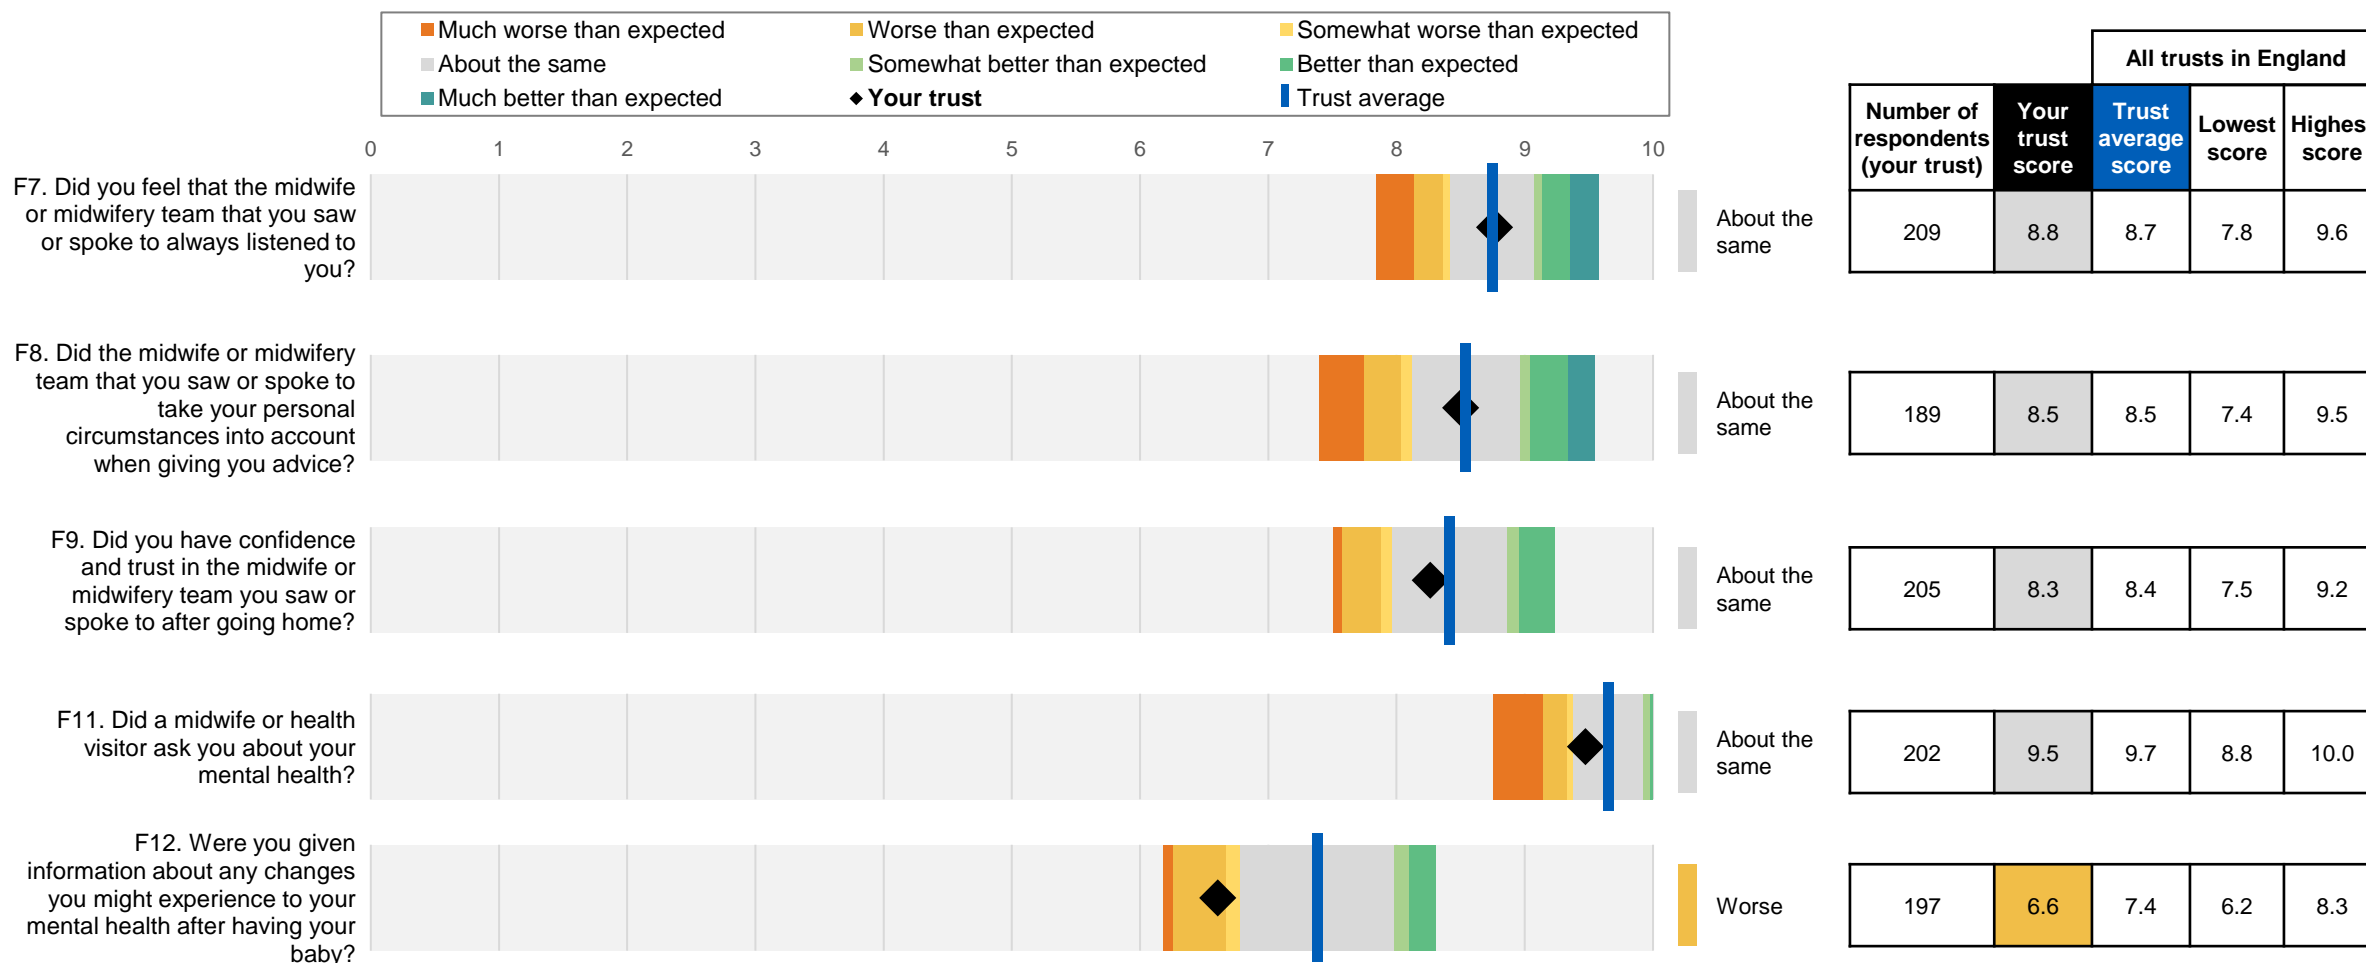 Much worse than expected
Worse than expected
Somewhat worse than expected
About the same
Somewhat better than expected
Better than expected
Much better than expected
Your trust
Trust average
All trusts in England
Number of
respondents
(your trust)
Your
trust
score
Trust
average
score
Lowest
score
Highes
score
0 1 2 3 4 5 6 7 8 9 10
F7. Did you feel that the midwife
or midwifery team that you saw
or spoke to always listened to
you?
About the
same
209 8.8 8.7 7.8 9.6
F8. Did the midwife or midwifery
team that you saw or spoke to
take your personal
circumstances into account
when giving you advice?
About the
same
189 8.5 8.5 7.4 9.5
F9. Did you have confidence
and trust in the midwife or
midwifery team you saw or
spoke to after going home?
About the
same
205 8.3 8.4 7.5 9.2
F11. Did a midwife or health
visitor ask you about your
mental health?
About the
same
202 9.5 9.7 8.8 10.0
F12. Were you given
information about any changes
you might experience to your
mental health after having your
baby?
Worse
197 6.6 7.4 6.2 8.3